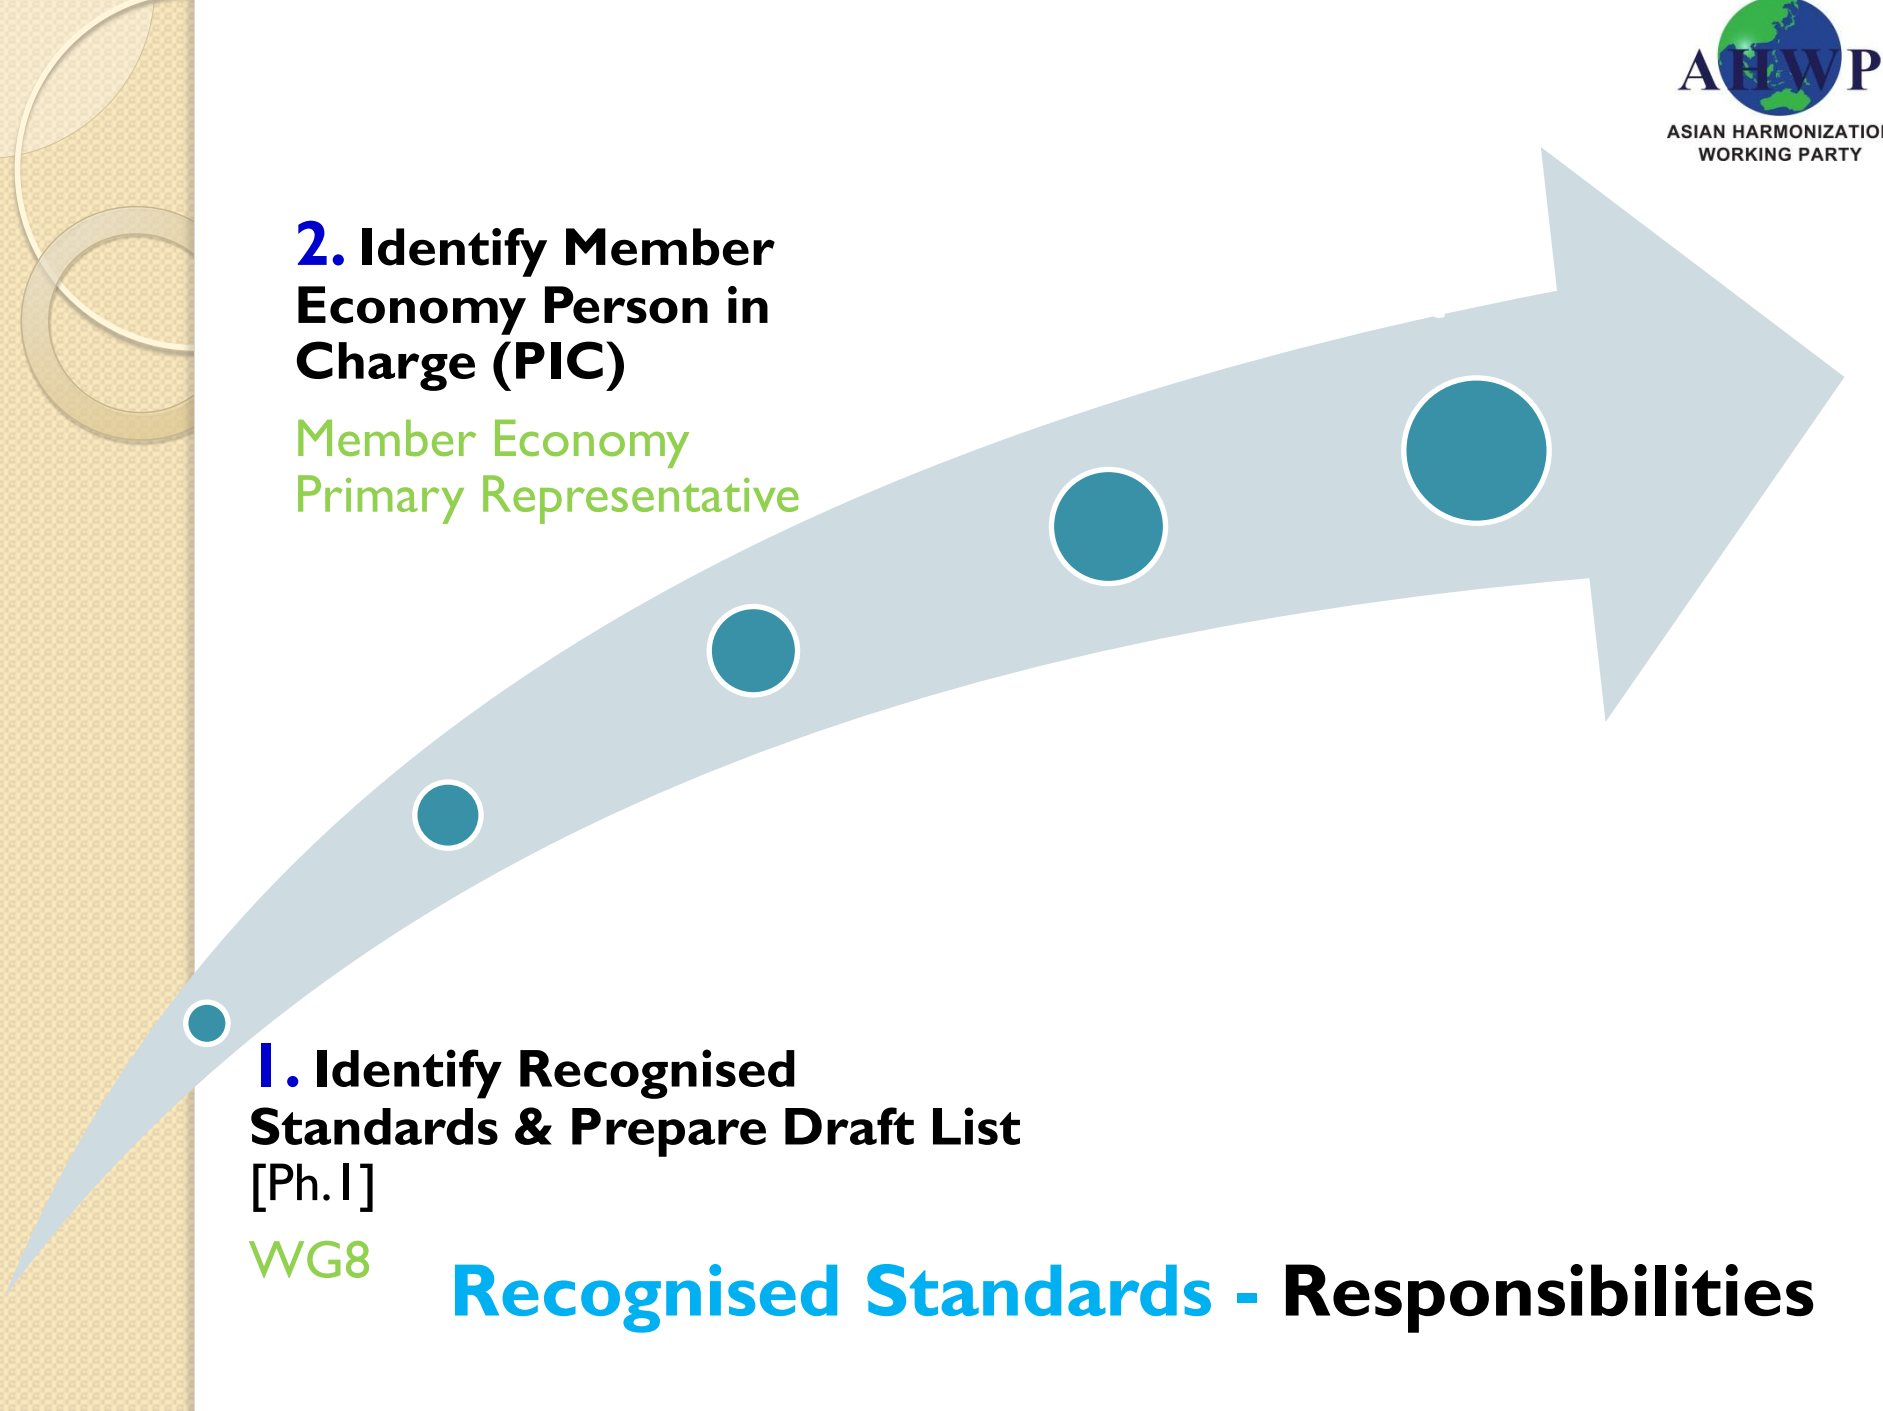 AHWP
ASIAN HARMONIZATIO
WORKING PARTY
2. Identify Member
Economy Person in
Charge (PIC)
Member Economy
Primary Representative
1. Identify Recognised
Standards & Prepare Draft List
[Ph.1]
WG8
Recognised Standards - Responsibilities